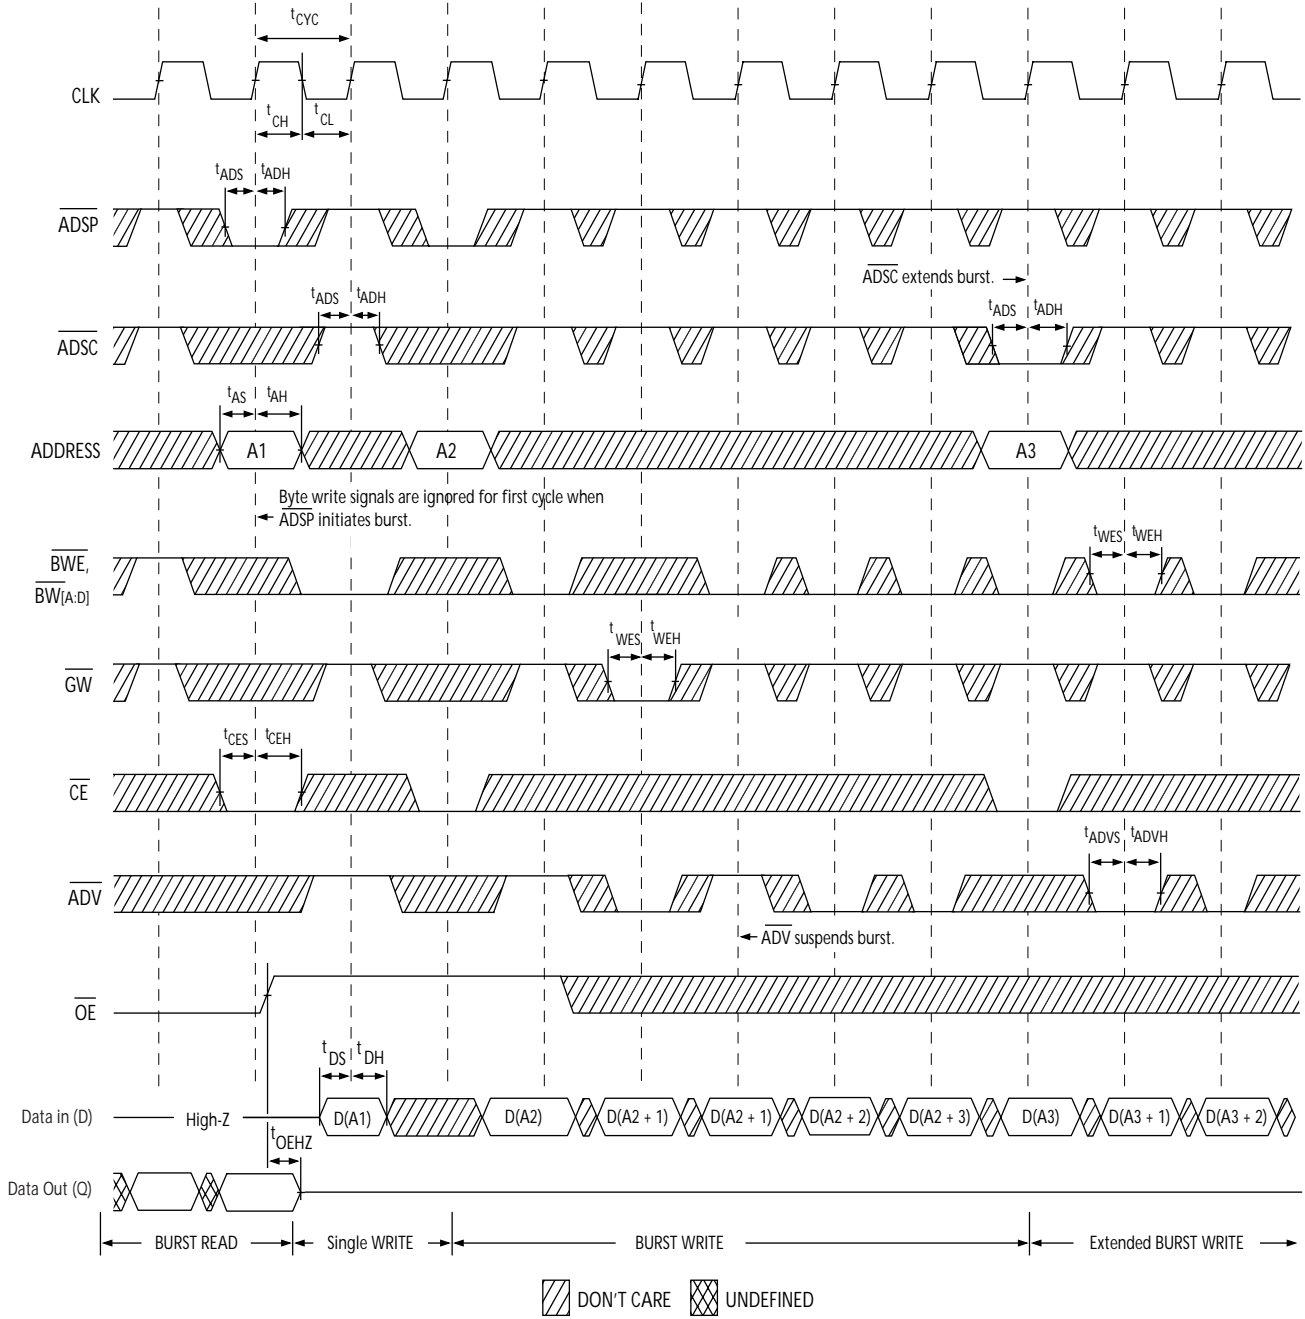 tCYC
CLK
tCH
tCL
tADS
tADH
ADSP
ADSC extends burst.
tADS
tADH
tADS
tADH
ADSC
tAS
tAH
ADDRESS
A1
A2
A3
Byte write signals are ignored for first cycle when
ADSP initiates burst.
tWES
tWEH
BWE,
BW[A:D]
tWES
tWEH
GW
tCES
tCEH
CE
tADVS
tADVH
ADV
ADV suspends burst.
OE
tDS
tDH
Data in (D)
High-Z
D(A1)
D(A2)
D(A2 + 1)
D(A2 + 1)
D(A2 + 2)
D(A2 + 3)
D(A3)
D(A3 + 1)
D(A3 + 2)
tOEHZ
Data Out (Q)
BURST READ
Single WRITE
BURST WRITE
Extended BURST WRITE
DON'T CARE
UNDEFINED